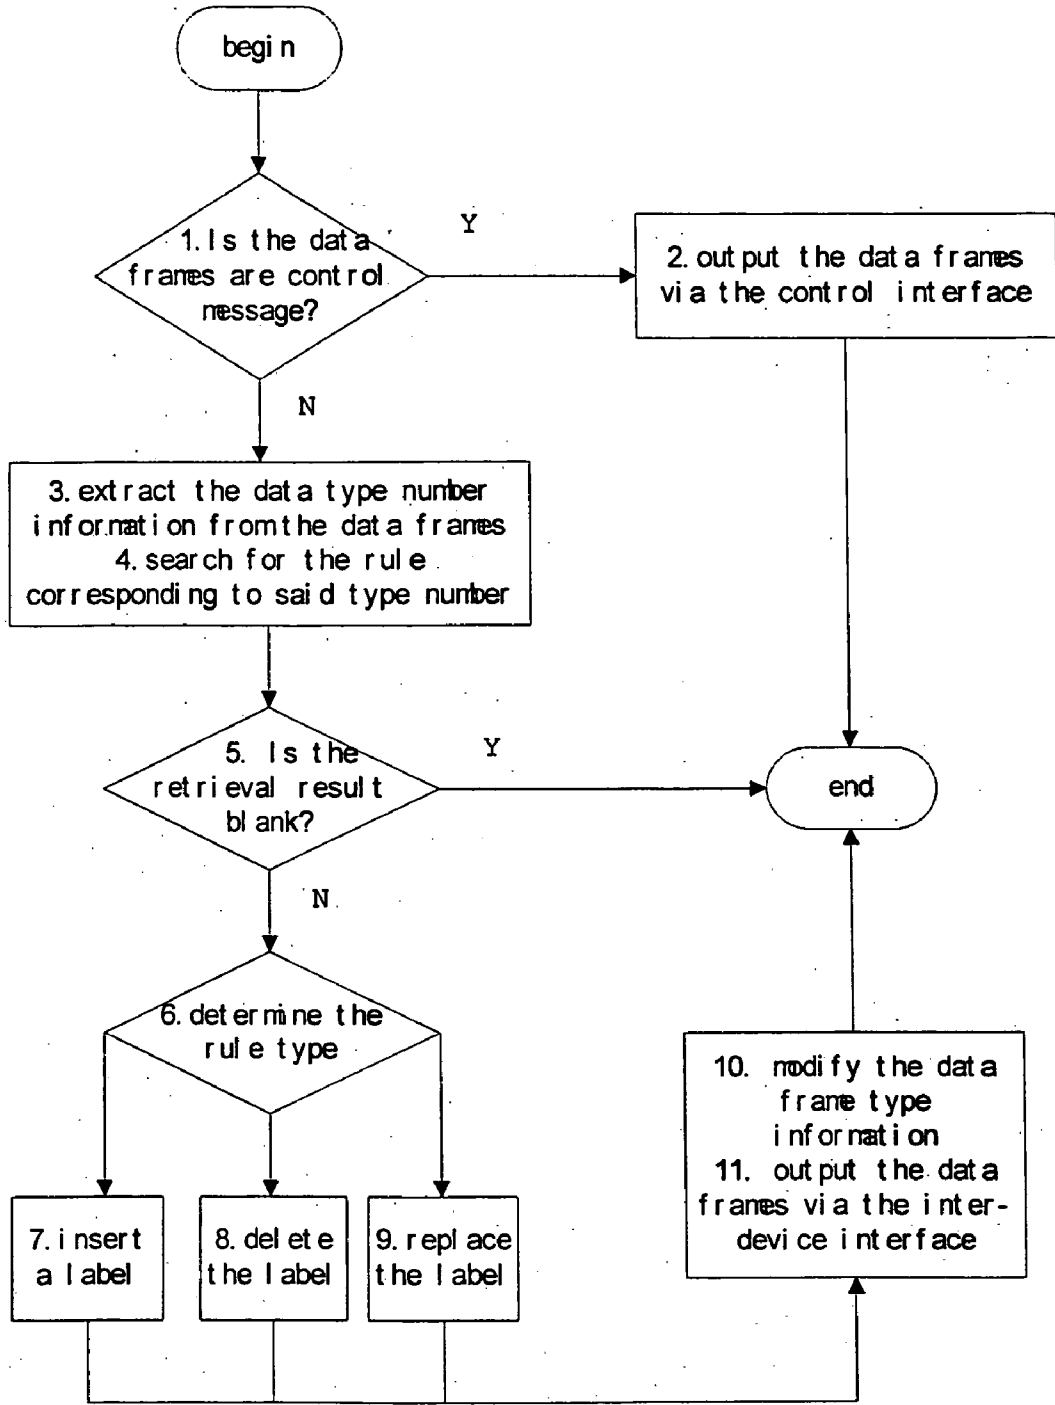 begin
1. Is the data
frames are control
message?
Y
2. output the data frames
via the control interface
N
3. extract the data type number
information from the data frames
4. search for the rule
corresponding to said type number
5. Is the
retrieval result
blank?
Y
end
N
6. determine the
rule type
7. insert
a label
8. delete
the label
9. replace
the label
10. modify the data
frame type
information
11. output the data
frames via the inter-
device interface